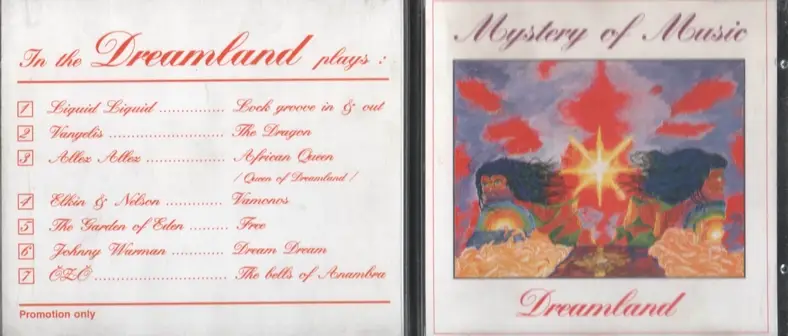 In the Dreamland plays :
1 Liquid Liquid .............. Lock groove in & out
2 Vangelis ......................... The Dragon
3 Allez Allez ................. African Queen
/ Queen of Dreamland /
4 Elkin & Nelson ............. Vamonos
5 The Garden of Eden ......... Free
6 Johnny Warman ............. Dream Dream
7 ÖZÖ ............................. The bells of Anambra
Promotion only
Mystery of Music
Dreamland